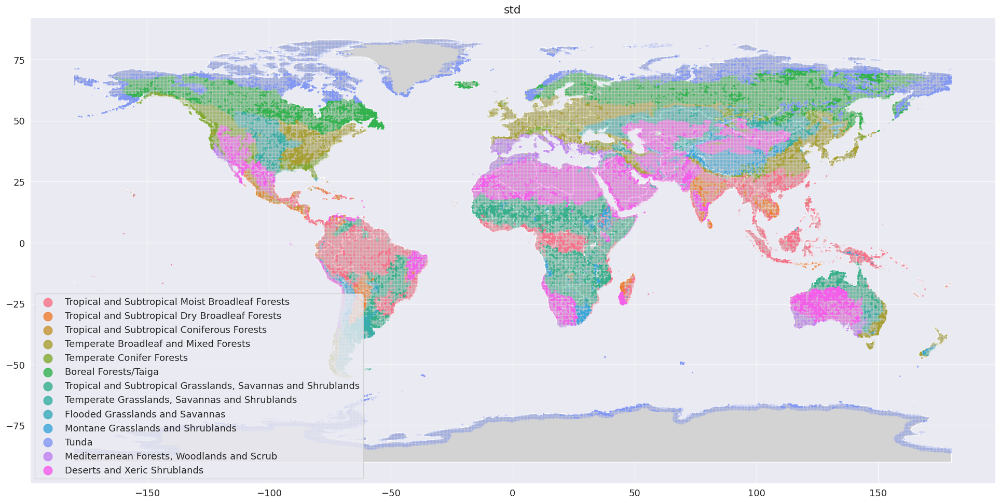 std
75
50
25
0
−25
−50
−75
Tropical and Subtropical Moist Broadleaf Forests
Tropical and Subtropical Dry Broadleaf Forests
Tropical and Subtropical Coniferous Forests
Temperate Broadleaf and Mixed Forests
Temperate Conifer Forests
Boreal Forests/Taiga
Tropical and Subtropical Grasslands, Savannas and Shrublands
Temperate Grasslands, Savannas and Shrublands
Flooded Grasslands and Savannas
Montane Grasslands and Shrublands
Tunda
Mediterranean Forests, Woodlands and Scrub
Deserts and Xeric Shrublands
−150 −100 −50 0 50 100 150